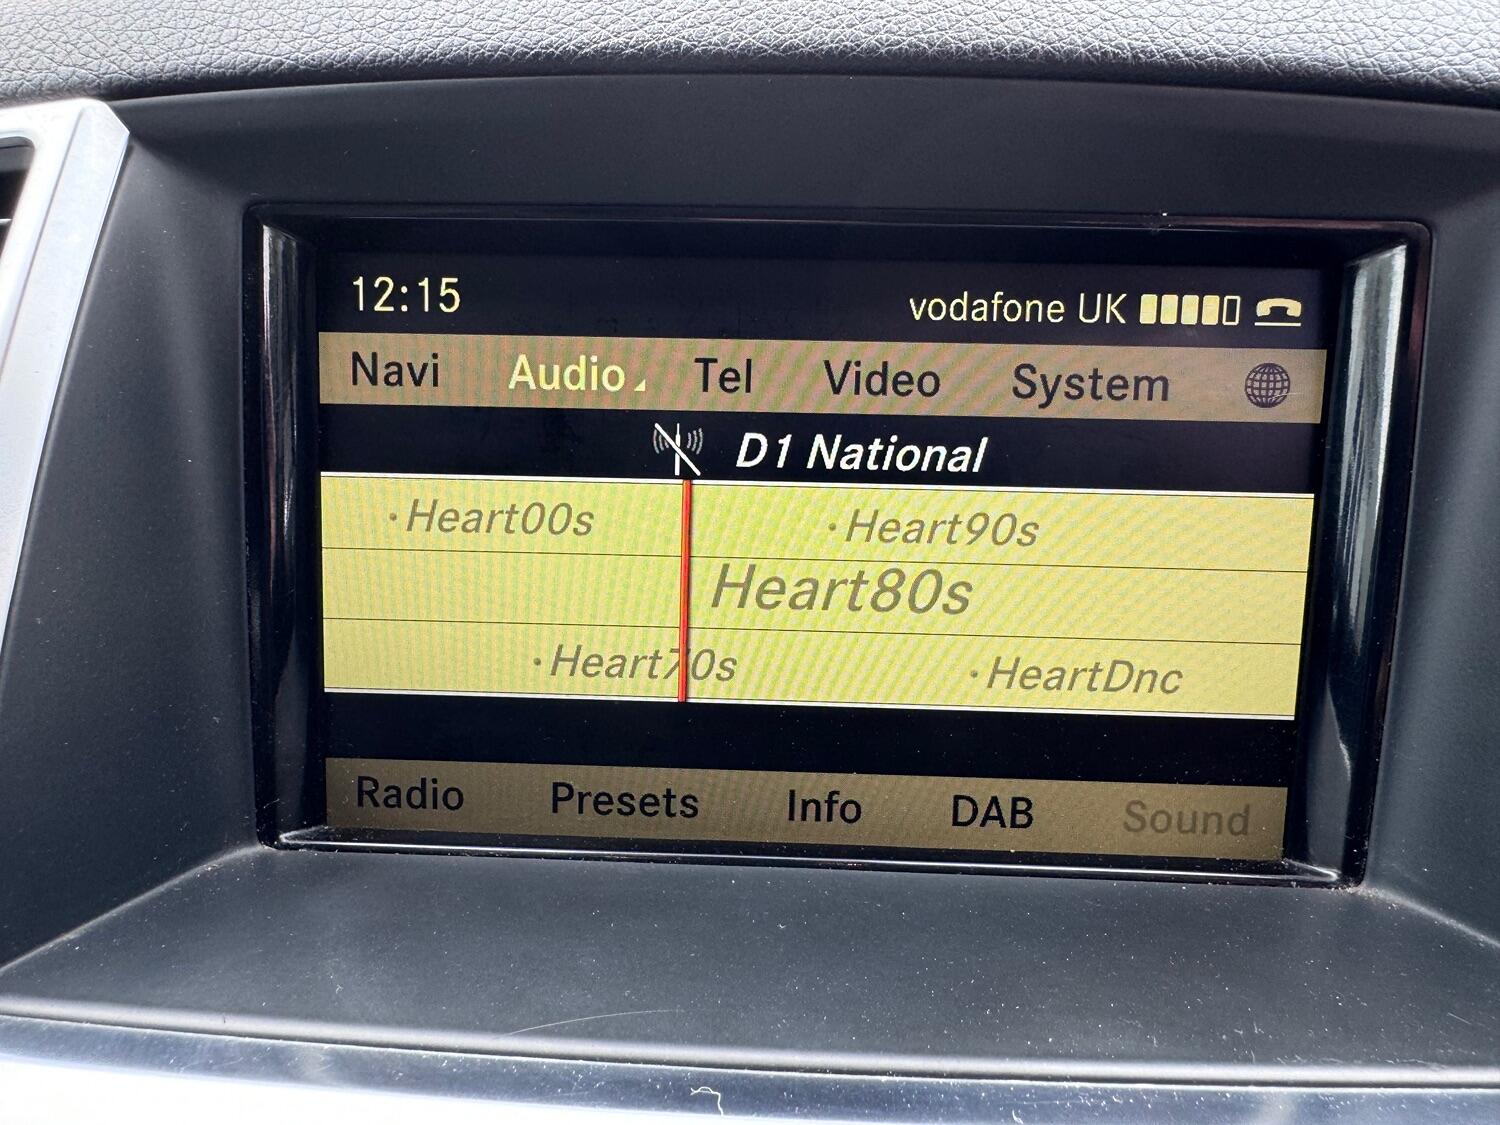 12:15 vodafone UK
Navi Audio Tel Video System
D1 National
·Heart00s ·Heart90s
Heart80s
·Heart70s ·HeartDnc
Radio Presets Info DAB Sound